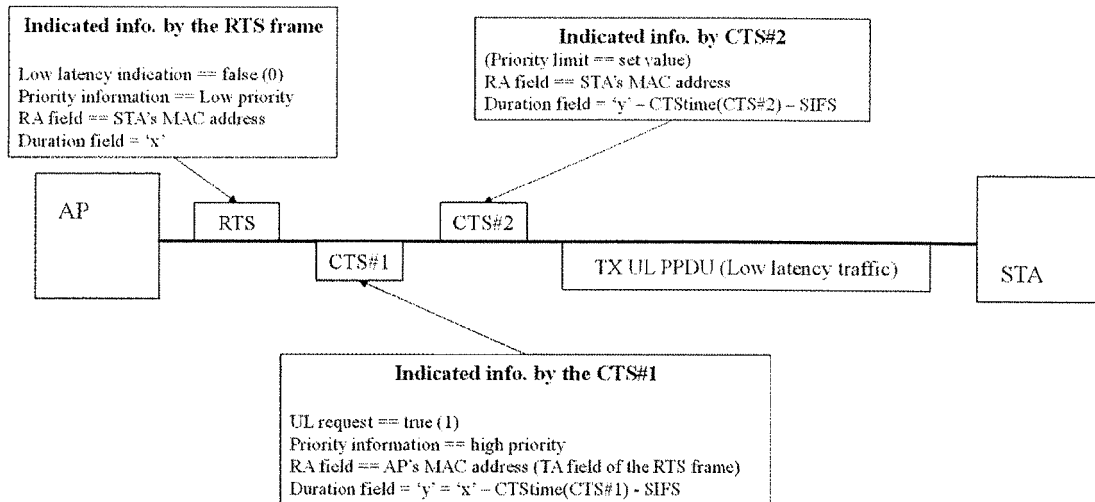 Indicated info. by the RTS frame
Low latency indication == false (0)
Priority information == Low priority
RA field == STA's MAC address
Duration field = 'x'
Indicated info. by CTS#2
(Priority limit == set value)
RA field == STA's MAC address
Duration field = 'y' – CTStime(CTS#2) – SIFS
AP
RTS
CTS#1
CTS#2
TX UL PPDU (Low latency traffic)
STA
Indicated info. by the CTS#1
UL request == true (1)
Priority information == high priority
RA field == AP's MAC address (TA field of the RTS frame)
Duration field = 'y' = 'x' – CTStime(CTS#1) - SIFS